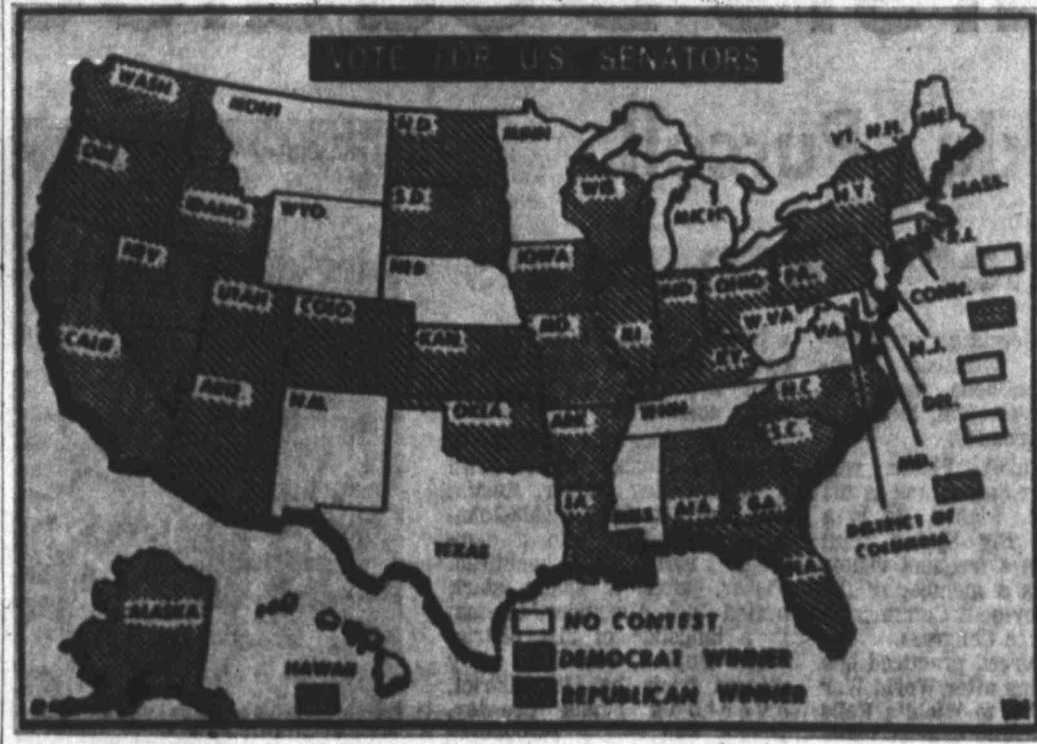 VOTE FOR U.S. SENATORS
WASH.
MONT
N.D.
MINN
VT. N.H.
ME.
ORE
IDAHO
WYO.
S.D.
WIS.
MICH
N.Y.
MASS.
R.I.
NEV.
UTAH
COLO.
NEB
IOWA
IND
OHIO
PA.
CONN.
CALIF.
KAN.
MO.
ILL
W.VA.
VA.
KY.
N.J.
ARIZ.
N.M.
OKLA.
ARK.
TENN.
N.C.
S.C.
DEL.
MD.
TEXAS
LA.
MISS.
ALA.
GA.
FLA.
DISTRICT OF
COLUMBIA
ALASKA
HAWAII
NO CONTEST
DEMOCRAT WINNER
REPUBLICAN WINNER